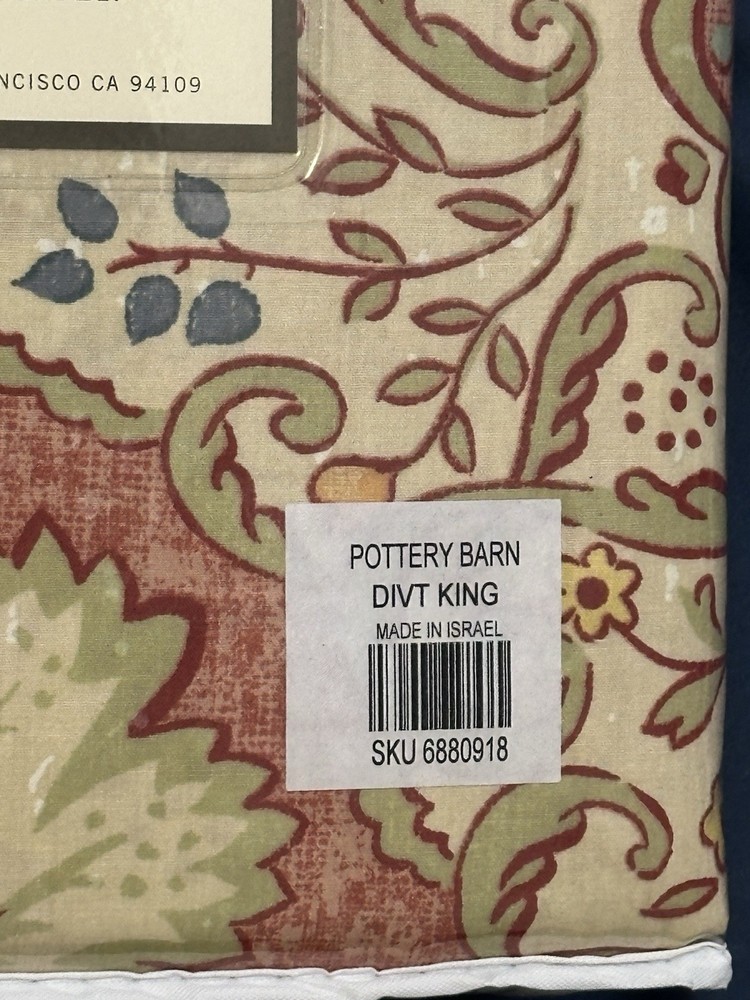 NCISCO CA 94109
POTTERY BARN
DIVT KING
MADE IN ISRAEL
SKU 6880918